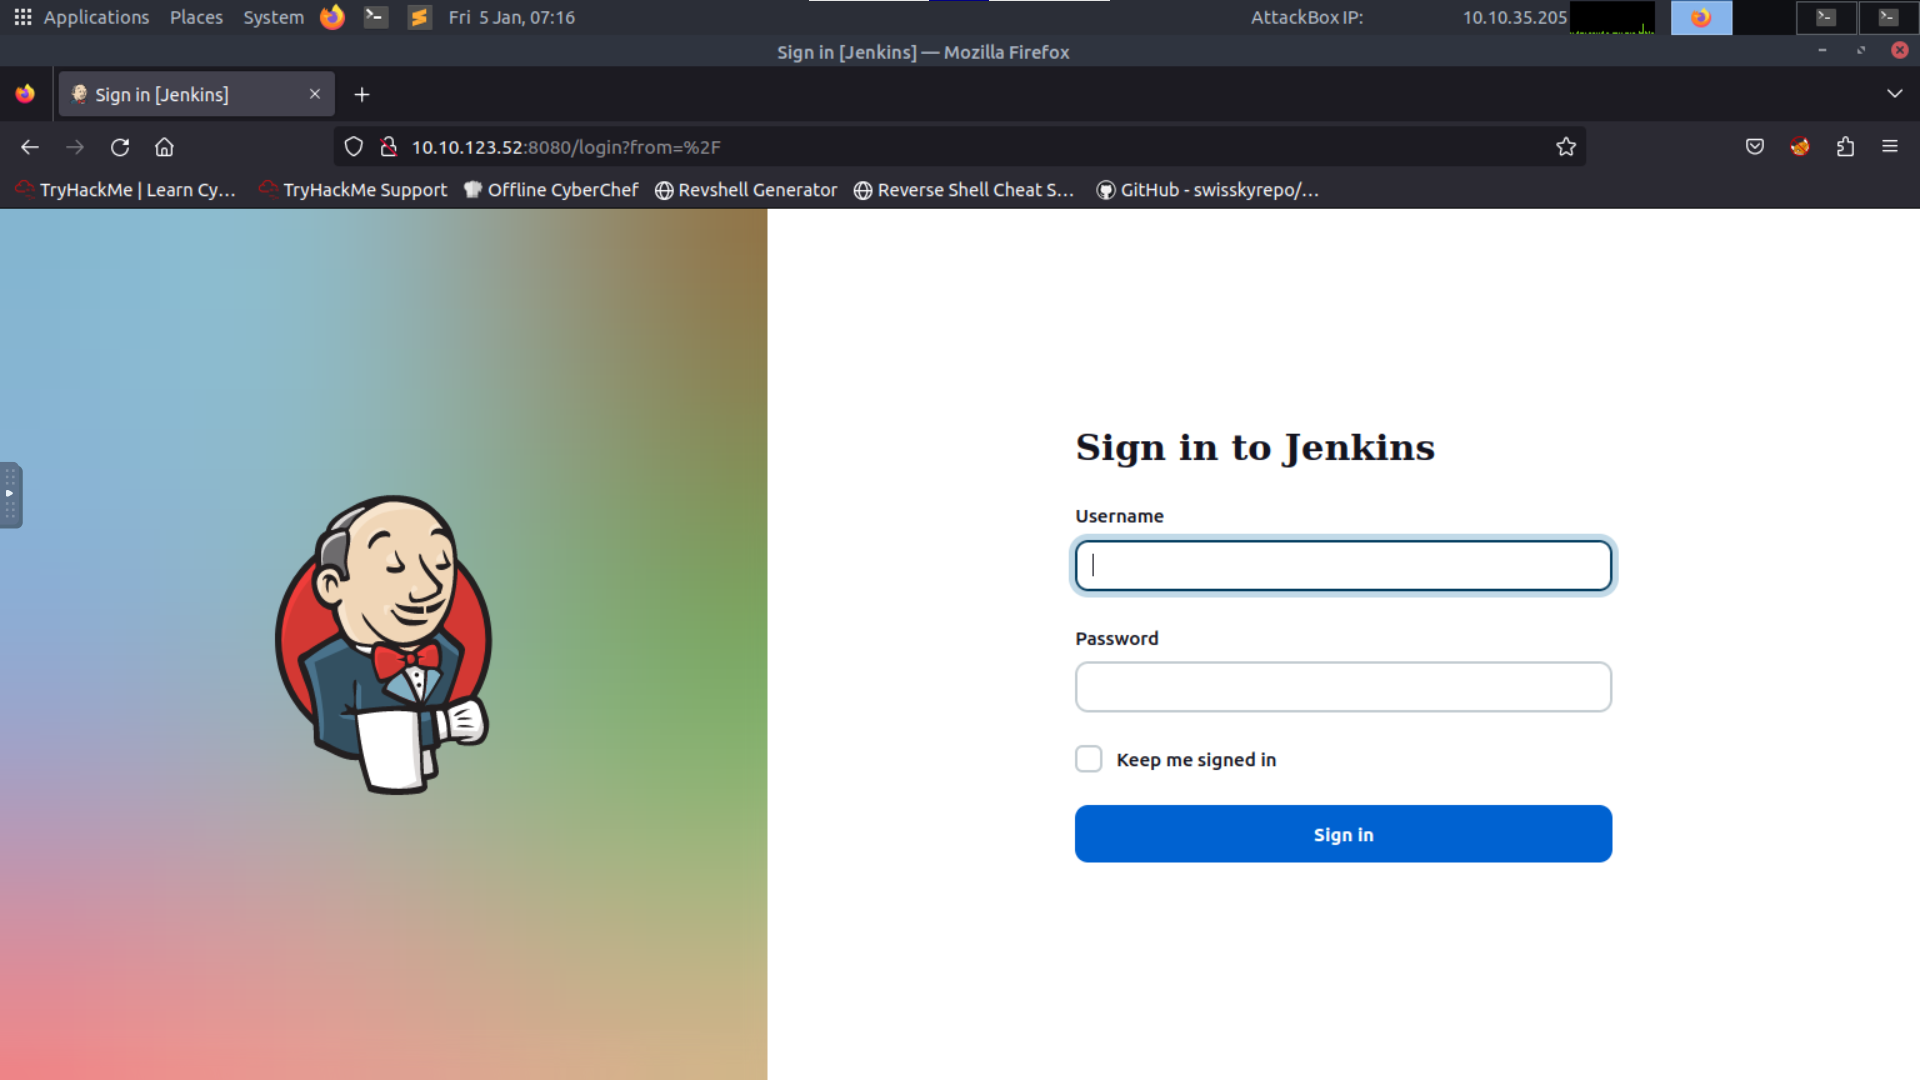 Applications Places System Fri 5 Jan, 07:16 AttackBox IP: 10.10.35.205
Sign in [Jenkins] — Mozilla Firefox
Sign in [Jenkins]
10.10.123.52:8080/login?from=%2F
TryHackMe | Learn Cy... TryHackMe Support Offline CyberChef Revshell Generator Reverse Shell Cheat S... GitHub - swisskyrepo/...
Sign in to Jenkins
Username
Password
Keep me signed in
Sign in